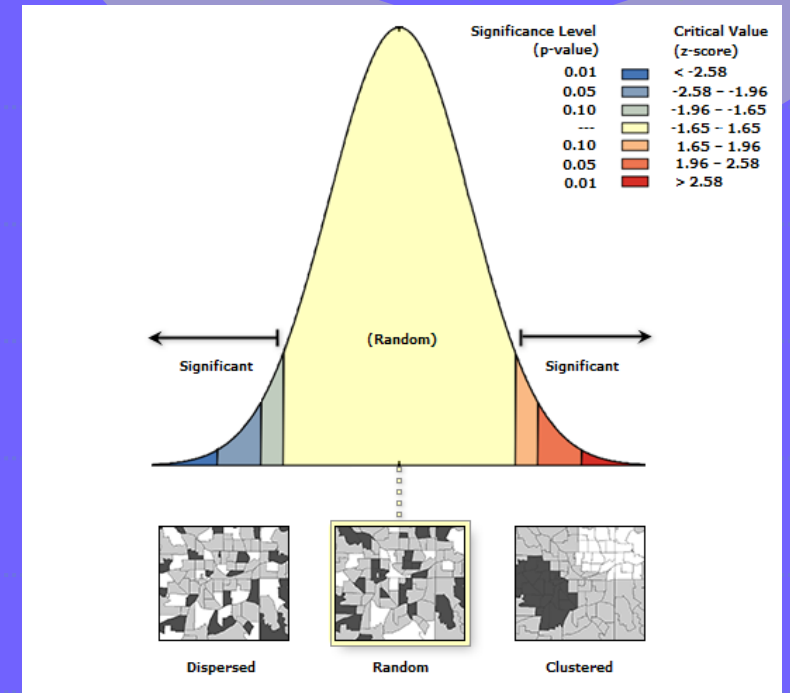 Significance Level (p-value) Critical Value (z-score)
0.01 < -2.58
0.05 -2.58 – -1.96
0.10 -1.96 – -1.65
--- -1.65 – 1.65
0.10 1.65 – 1.96
0.05 1.96 – 2.58
0.01 > 2.58
(Random)
Significant
Significant
Dispersed
Random
Clustered